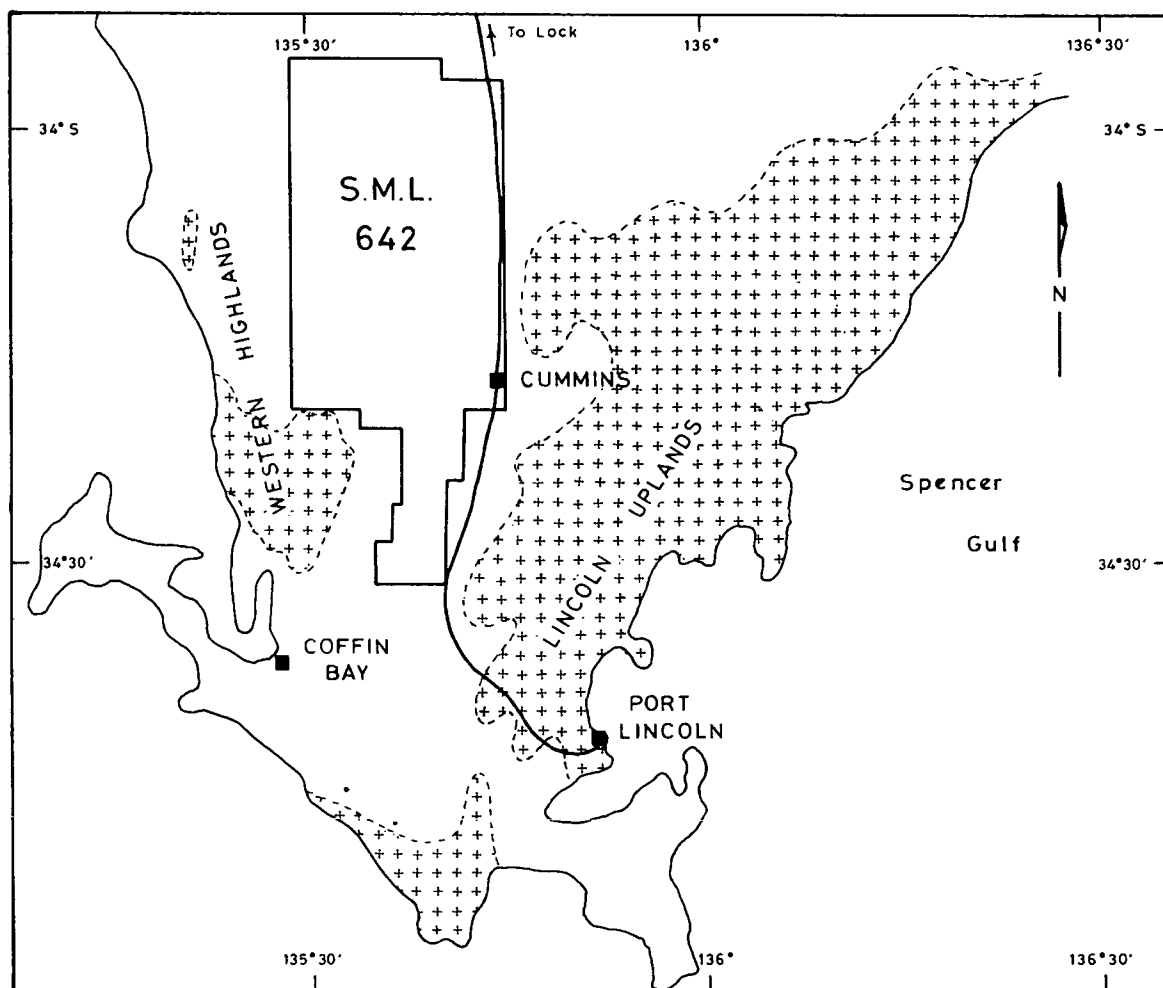 To Lock
135°30'
136°
136°30'
34°S
34°S
S.M.L.
642
WESTERN HIGHLANDS
CUMMINS
N
LINCOLN UPLANDS
Spencer
Gulf
34°30'
34°30'
COFFIN
BAY
PORT
LINCOLN
135°30'
136°
136°30'